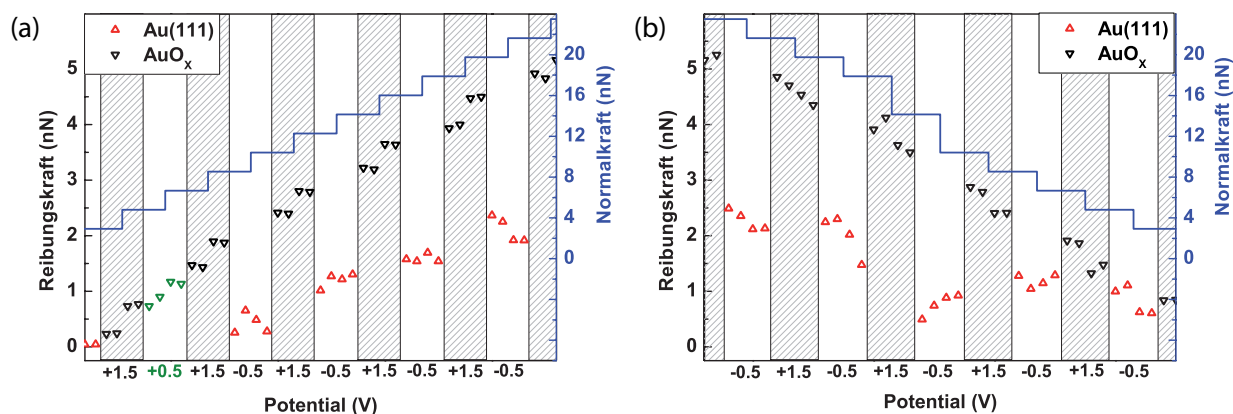 (a)
Au(111)
AuOx
Reibungskraft (nN)
5
4
3
2
1
0
Normalkraft (nN)
20
16
12
8
4
0
+1.5 +0.5 +1.5 -0.5 +1.5 -0.5 +1.5 -0.5 +1.5 -0.5
Potential (V)
(b)
Au(111)
AuOx
Reibungskraft (nN)
5
4
3
2
1
0
Normalkraft (nN)
20
16
12
8
4
0
-0.5 +1.5 -0.5 +1.5 -0.5 +1.5 -0.5 +1.5 -0.5
Potential (V)